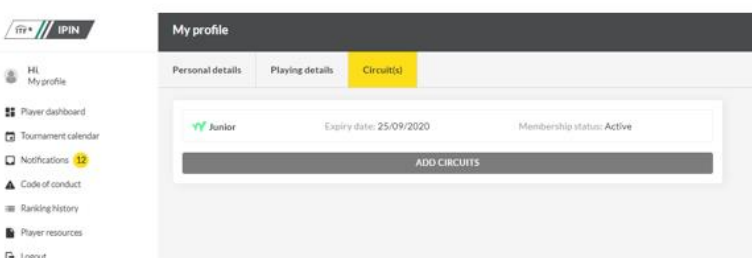 ITF IPIN
My profile
Hi,
My profile
Personal details Playing details Circuit(s)
Player dashboard
Tournament calendar
Notifications 12
Code of conduct
Ranking history
Player resources
Logout
Junior Expiry date: 25/09/2020 Membership status: Active
ADD CIRCUITS